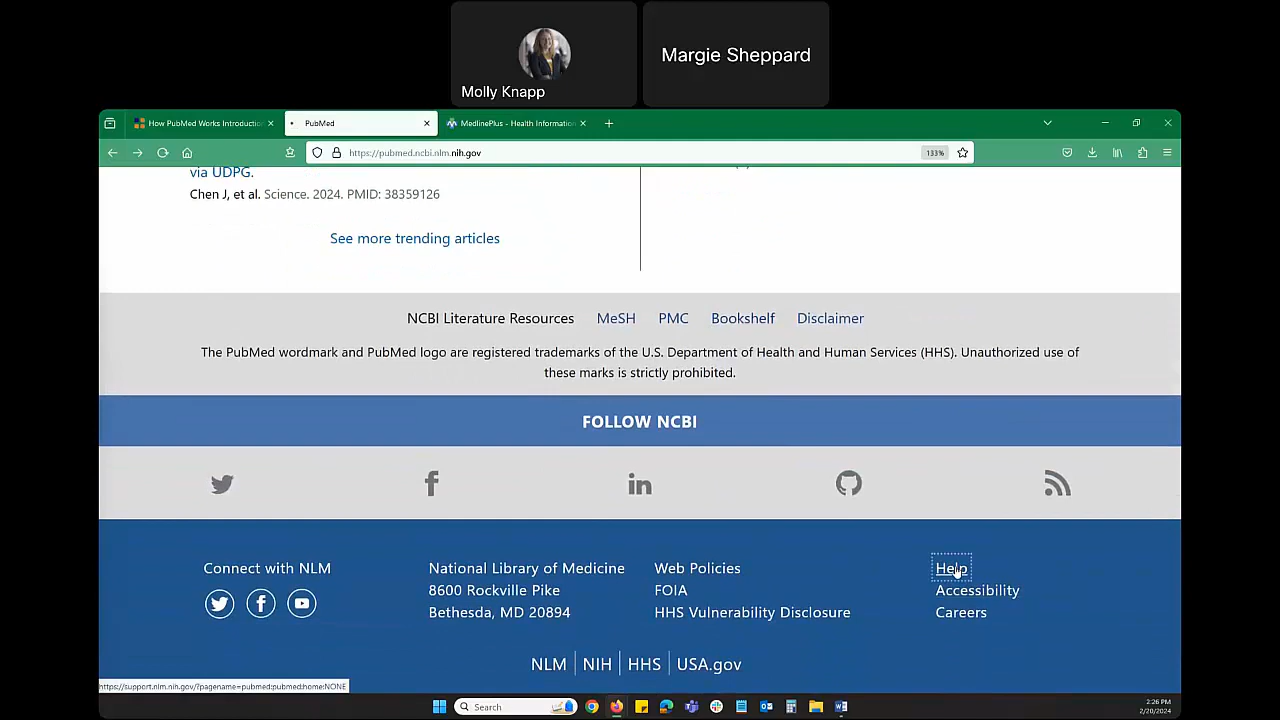 Molly Knapp
Margie Sheppard
How PubMed Works Introduction
PubMed
MedlinePlus - Health Information
https://pubmed.ncbi.nlm.nih.gov
133%
via UDPG.
Chen J, et al. Science. 2024. PMID: 38359126
See more trending articles
NCBI Literature Resources MeSH PMC Bookshelf Disclaimer
The PubMed wordmark and PubMed logo are registered trademarks of the U.S. Department of Health and Human Services (HHS). Unauthorized use of
these marks is strictly prohibited.
FOLLOW NCBI
Connect with NLM
National Library of Medicine
8600 Rockville Pike
Bethesda, MD 20894
Web Policies
FOIA
HHS Vulnerability Disclosure
Help
Accessibility
Careers
NLM NIH HHS USA.gov
https://support.nlm.nih.gov/?pagename=pubmed:pubmed:home:NONE
Search
2:26 PM
2/20/2024